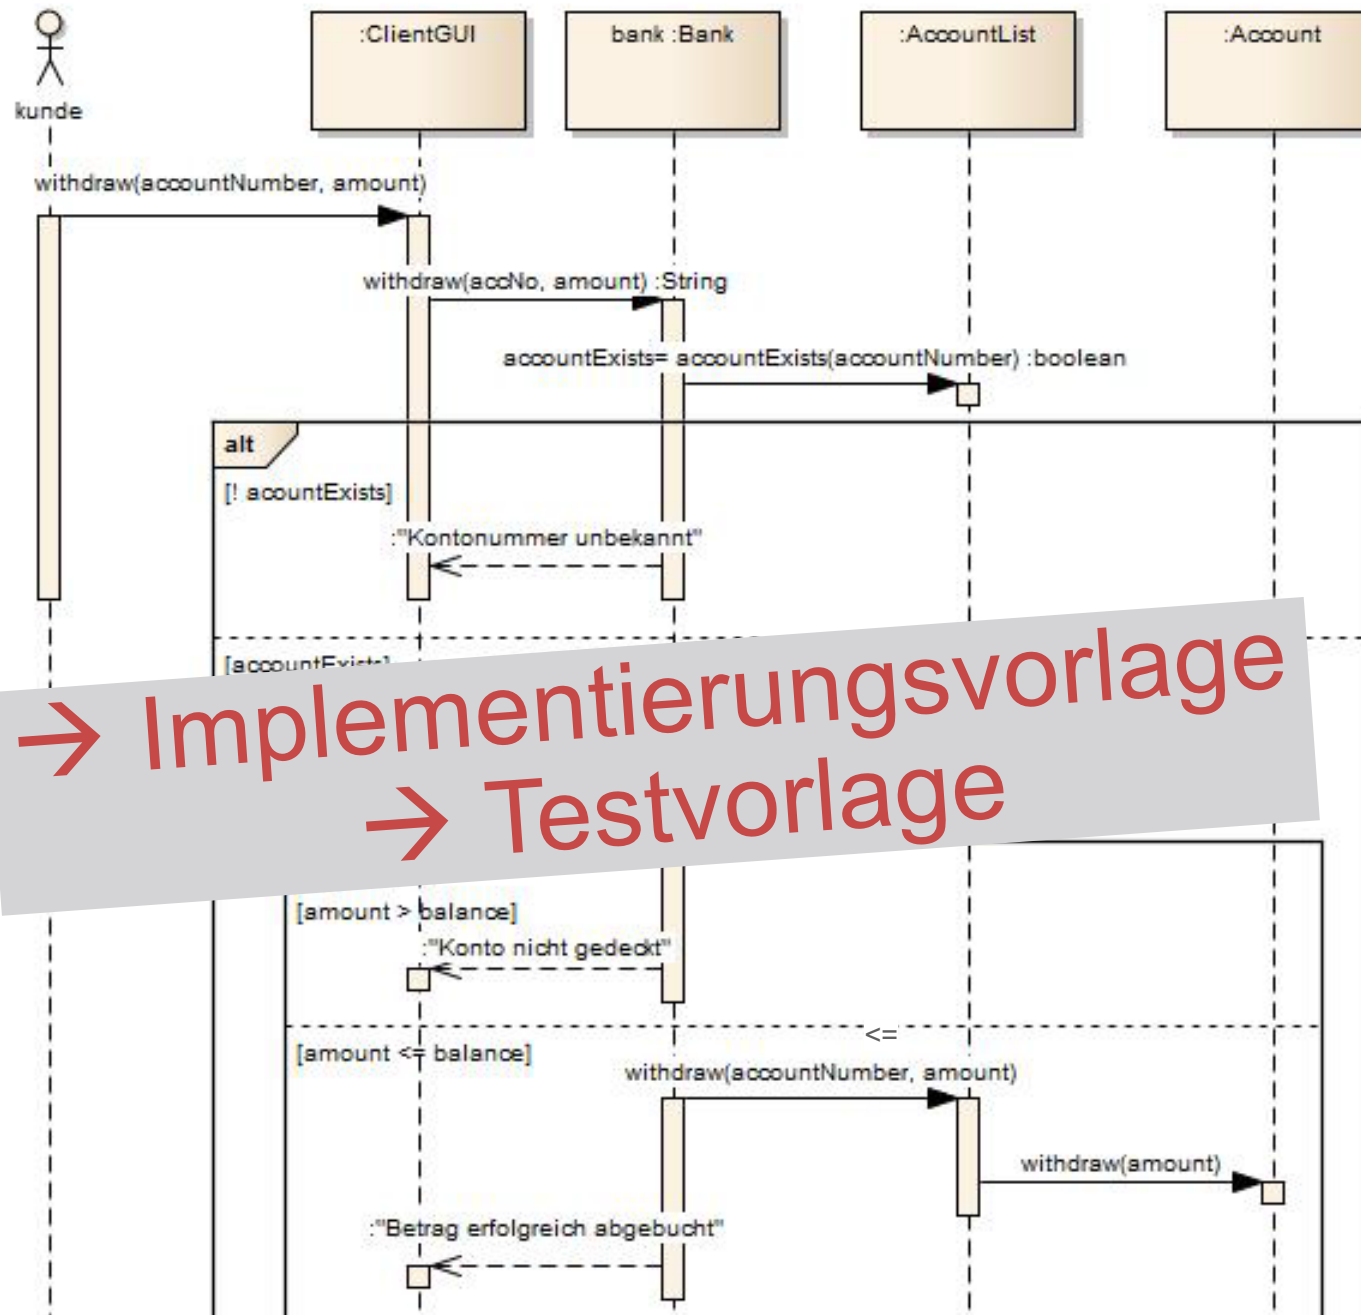 :ClientGUI
bank :Bank
:AccountList
:Account
kunde
withdraw(accountNumber, amount)
withdraw(accNo, amount) :String
accountExists= accountExists(accountNumber) :boolean
alt
[! acountExists]
:"Kontonummer unbekannt"
[accountExists]
→ Implementierungsvorlage
→ Testvorlage
[amount > balance]
:"Konto nicht gedeckt"
<=
[amount <= balance]
withdraw(accountNumber, amount)
withdraw(amount)
:"Betrag erfolgreich abgebucht"